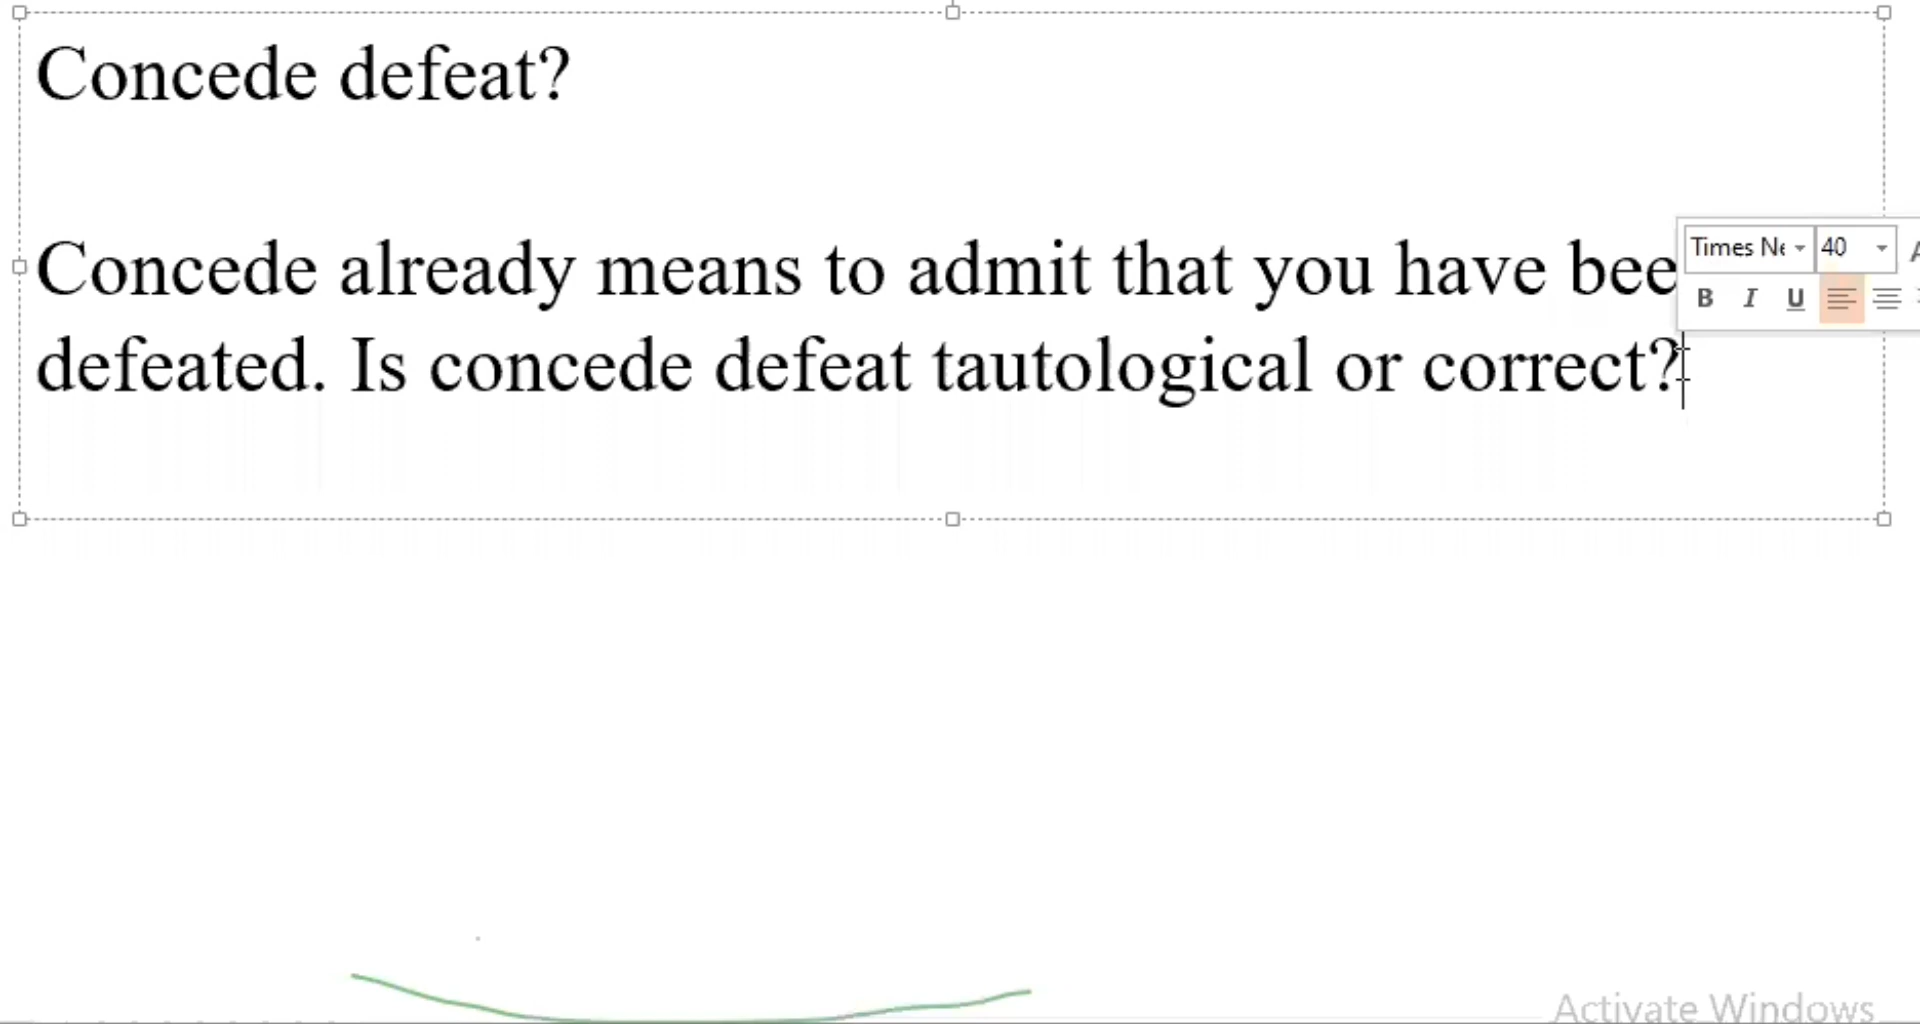 Concede defeat?
Concede already means to admit that you have bee
Times Ne 40
B I U
defeated. Is concede defeat tautological or correct?
Activate Windows